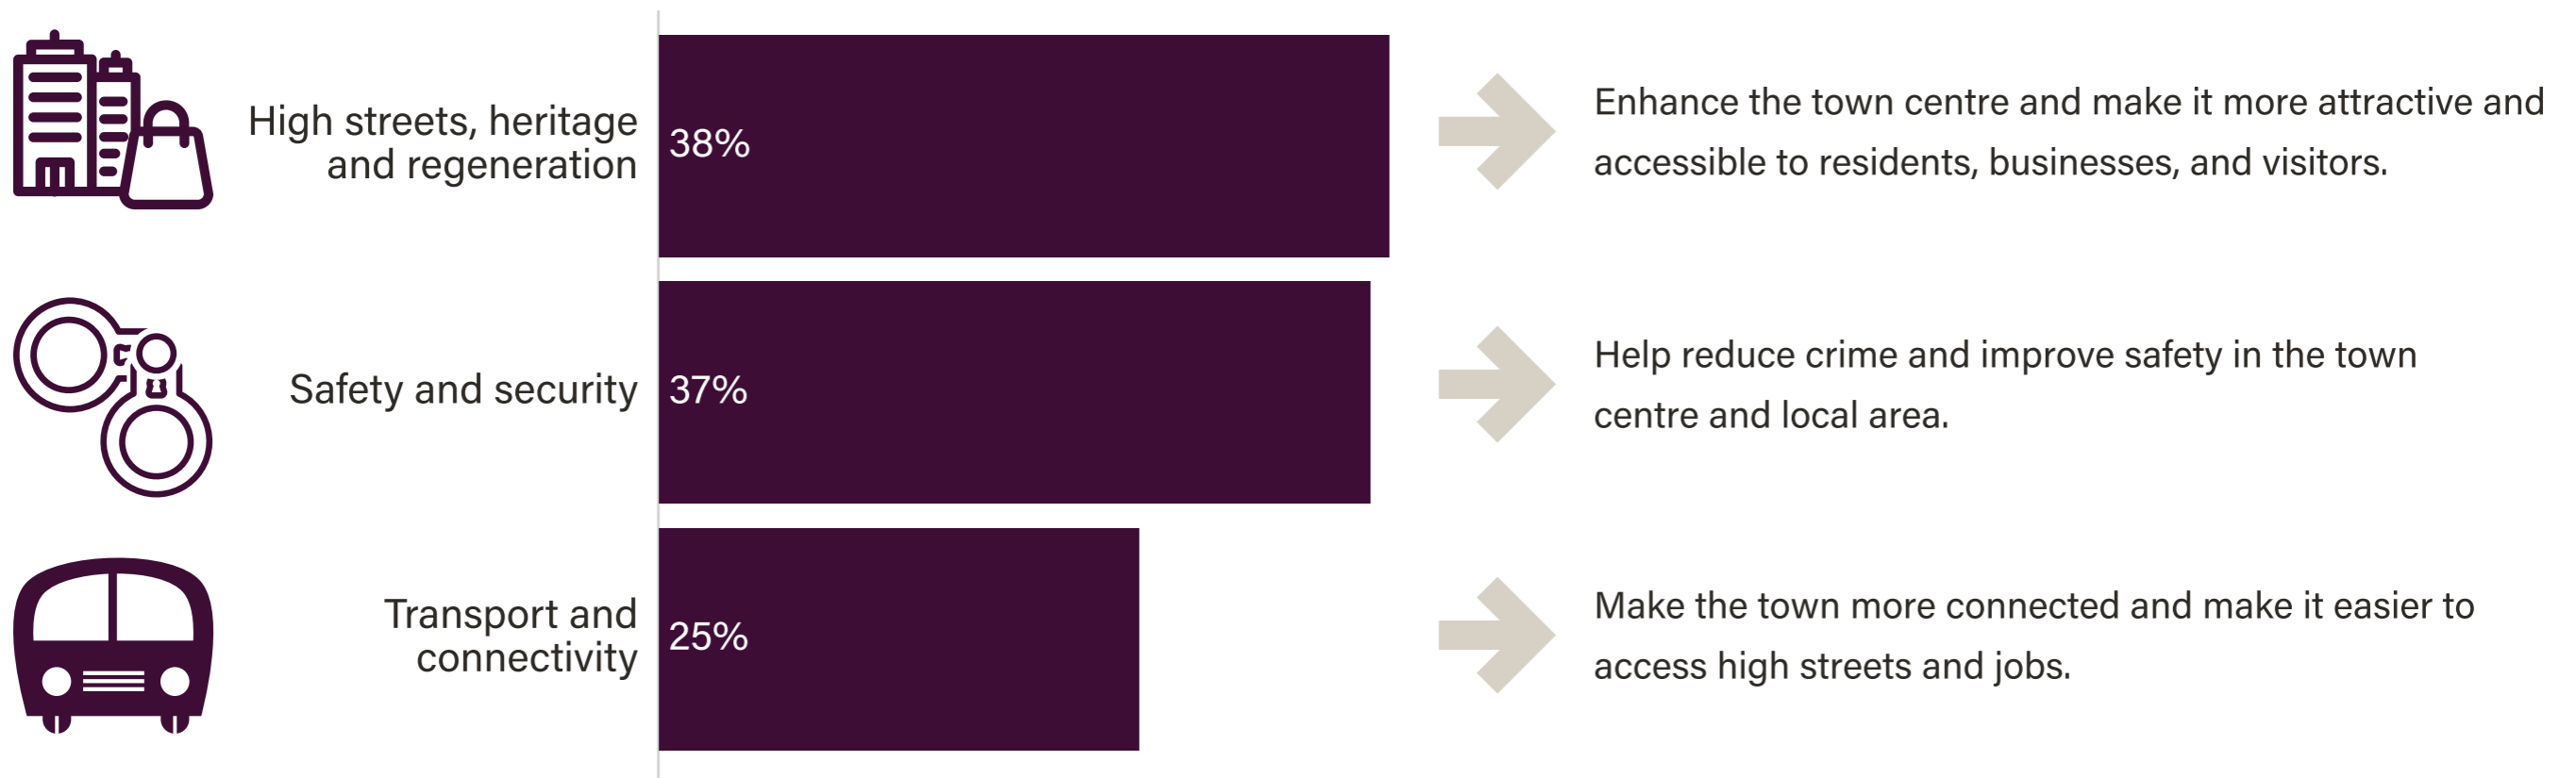 High streets, heritage
and regeneration
38%
Enhance the town centre and make it more attractive and
accessible to residents, businesses, and visitors.
Safety and security
37%
Help reduce crime and improve safety in the town
centre and local area.
Transport and
connectivity
25%
Make the town more connected and make it easier to
access high streets and jobs.